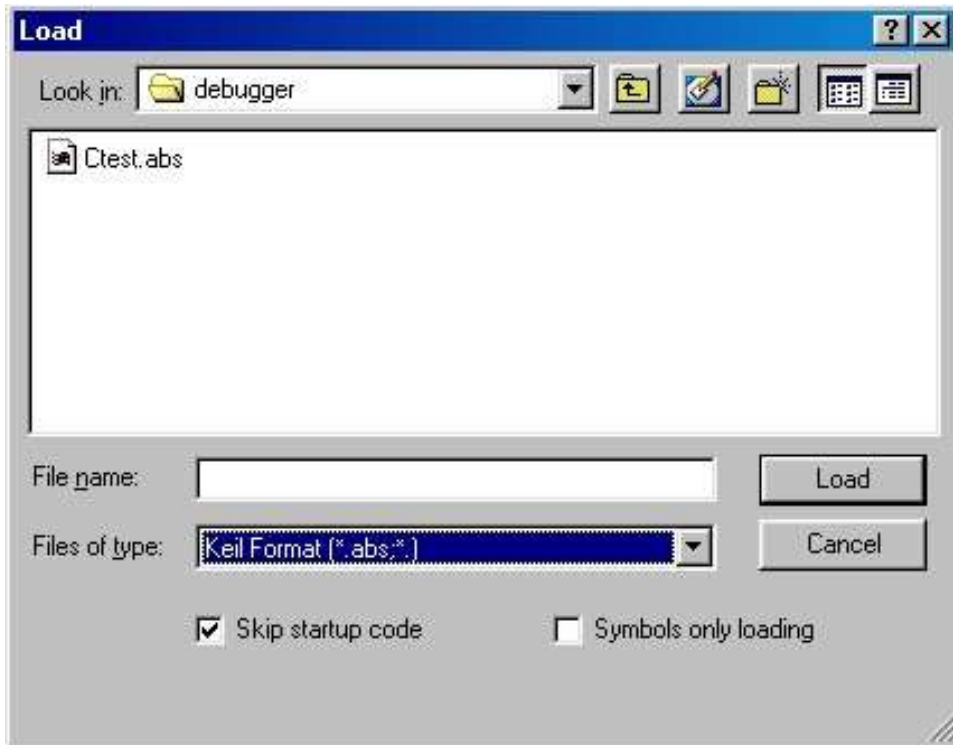 Load
Look in: debugger
Ctest.abs
File name:
Load
Files of type: Keil Format (*.abs;*.)
Cancel
Skip startup code
Symbols only loading